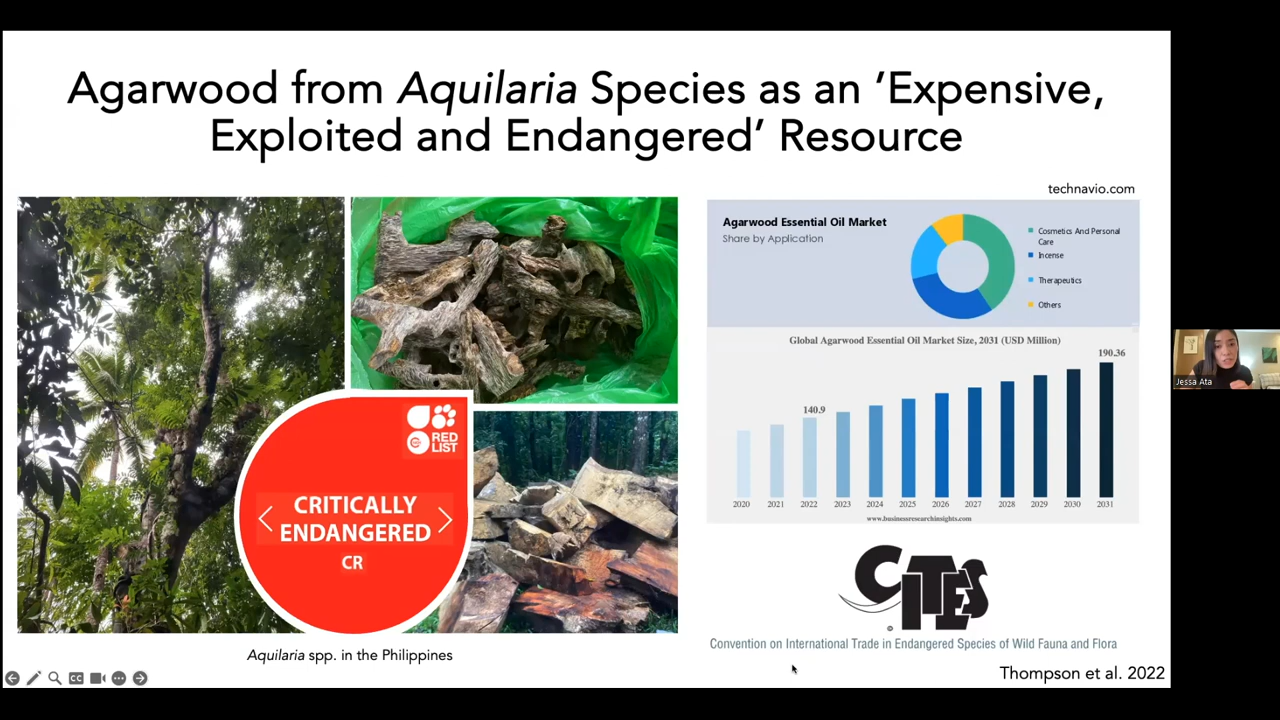 Agarwood from Aquilaria Species as an ‘Expensive,
Exploited and Endangered’ Resource
technavio.com
Agarwood Essential Oil Market
Share by Application
Cosmetics And Personal
Care
Incense
Therapeutics
Others
Global Agarwood Essential Oil Market Size, 2031 (USD Million)
190.36
140.9
2020 2021 2022 2023 2024 2025 2026 2027 2028 2029 2030 2031
www.businessresearchinsights.com
RED
LIST
CRITICALLY
ENDANGERED
CR
CITES
©
Convention on International Trade in Endangered Species of Wild Fauna and Flora
Aquilaria spp. in the Philippines
Thompson et al. 2022
CC
Jessa Ata